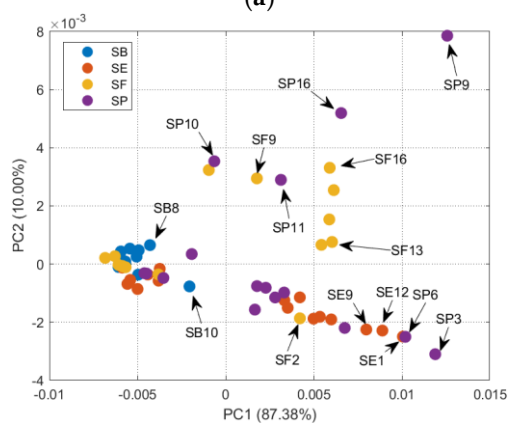 (a)
×10⁻³
8
6
4
2
0
-2
-4
PC2 (10.00%)
SB
SE
SF
SP
SP9
SP16
SP10
SF9
SF16
SP11
SB8
SF13
SE9
SE12
SP6
SB10
SF2
SE1
SP3
-0.01
-0.005
0
0.005
0.01
0.015
PC1 (87.38%)